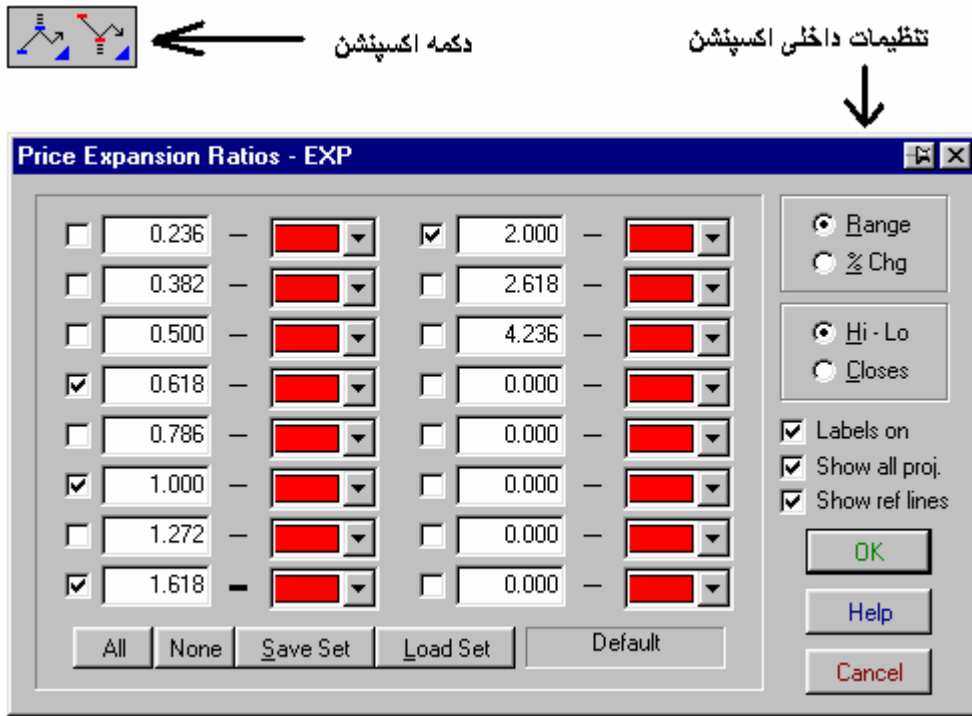 دکمه اکسپنشن
تنظیمات داخلی اکسپنشن
Price Expansion Ratios - EXP
0.236 2.000
0.382 2.618
0.500 4.236
0.618 0.000
0.786 0.000
1.000 0.000
1.272 0.000
1.618 0.000
All None Save Set Load Set Default
Range
% Chg
Hi - Lo
Closes
Labels on
Show all proj.
Show ref lines
OK
Help
Cancel